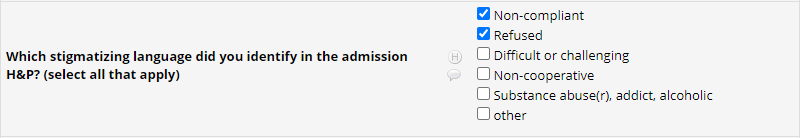 Non-compliant
Refused
Which stigmatizing language did you identify in the admission
H&P? (select all that apply)
H
Difficult or challenging
Non-cooperative
Substance abuse(r), addict, alcoholic
other